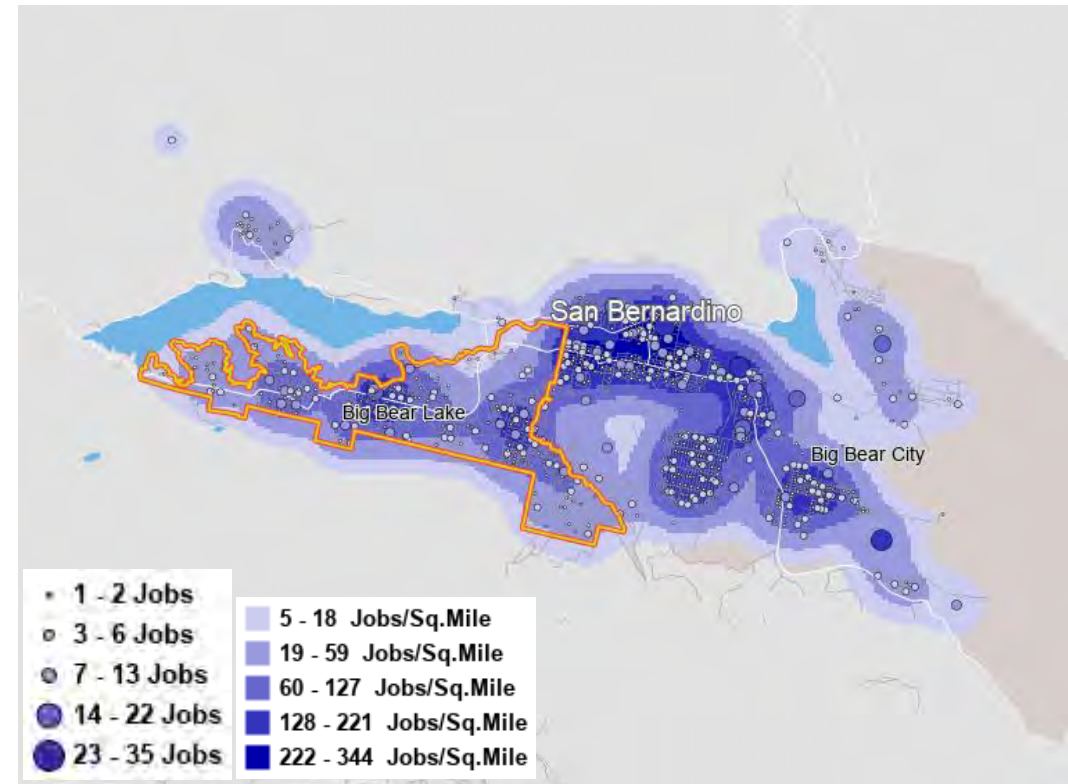 San Bernardino
Big Bear Lake
Big Bear City
1 - 2 Jobs
3 - 6 Jobs
7 - 13 Jobs
14 - 22 Jobs
23 - 35 Jobs
5 - 18 Jobs/Sq.Mile
19 - 59 Jobs/Sq.Mile
60 - 127 Jobs/Sq.Mile
128 - 221 Jobs/Sq.Mile
222 - 344 Jobs/Sq.Mile